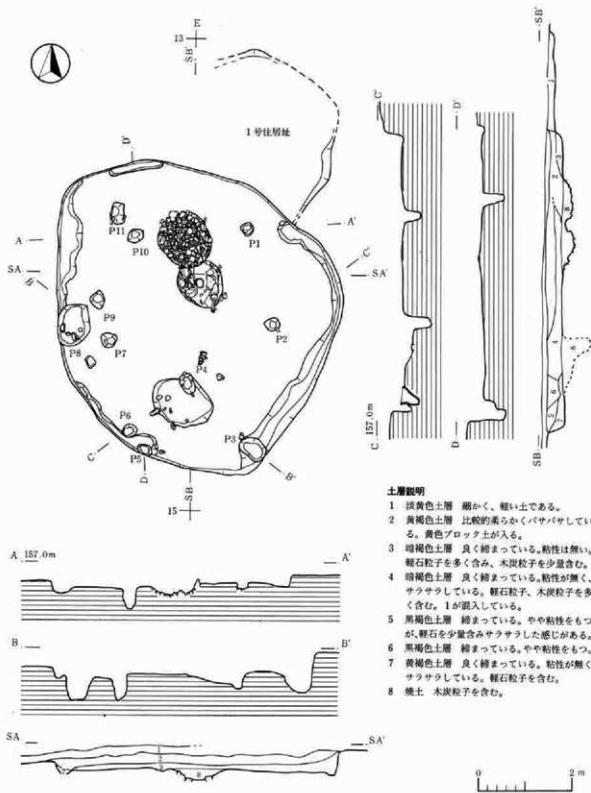 E
13
SB'
1号住居址
D'
A'
A
P11
P10
P1
C'
SA
SA'
B
P9
P8
P7
P2
P4
P6
P5
P3
C
D
SB
B'
15
C'
D'
SB'
157.0m
C
D
SB
A 157.0m A'
B B'
SA SA'
土層説明
1 淡黄色土層 細かく、軽い土である。
2 黄褐色土層 比較的柔らかくバサバサしてい
る。黄色ブロック土が入る。
3 暗褐色土層 良く締まっている。粘性は無い。
軽石粒子を多く含み、木炭粒子を少量含む。
4 暗褐色土層 良く締まっている。粘性が無く、
サラサラしている。軽石粒子、木炭粒子を多
く含む。1が混入している。
5 黒褐色土層 締まっている。やや粘性をもつ
が、軽石を少量含みサラサラした感じがある。
6 黒褐色土層 締まっている。やや粘性をもつ。
7 黄褐色土層 良く締まっている。粘性が無く、
サラサラしている。軽石粒子を含む。
8 焼土 木炭粒子を含む。
0 2m